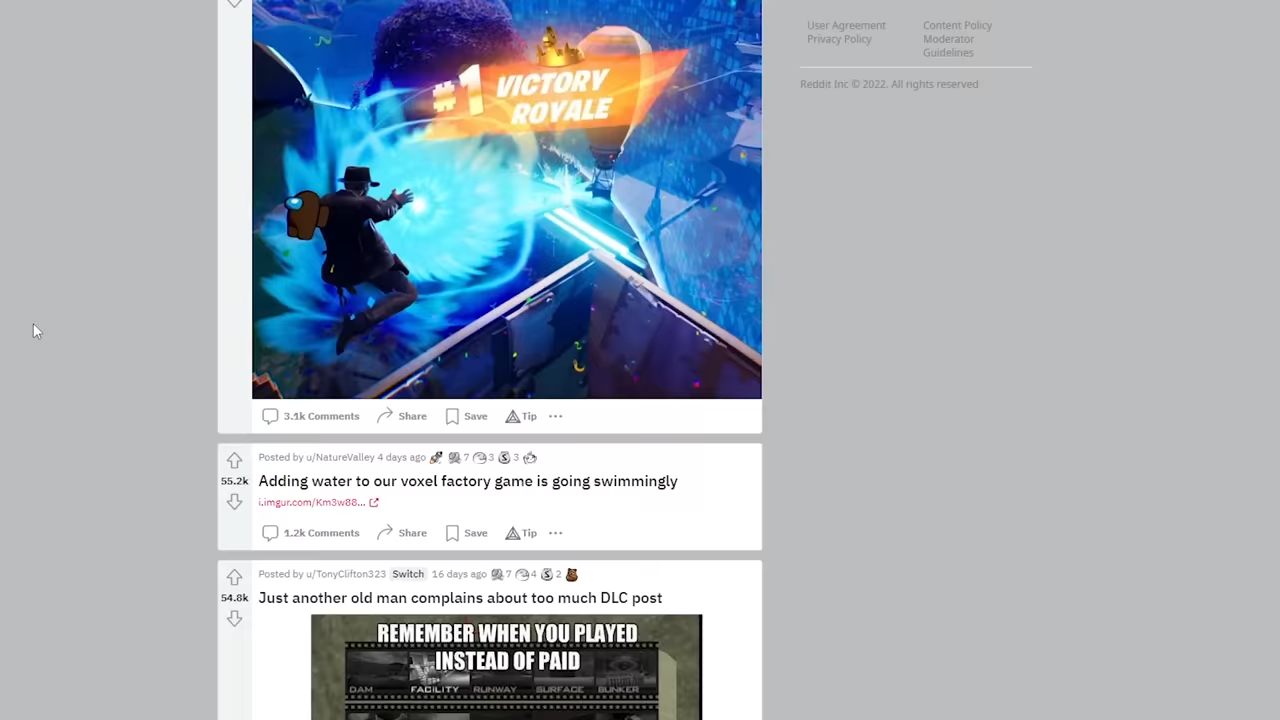 #1 VICTORY
ROYALE
User Agreement
Content Policy
Privacy Policy
Moderator
Guidelines
Reddit Inc © 2022. All rights reserved
3.1k Comments Share Save Tip
Posted by u/NatureValley 4 days ago 7 3 3
55.2k
Adding water to our voxel factory game is going swimmingly
i.imgur.com/Km3w88...
1.2k Comments Share Save Tip
Posted by u/TonyClifton323 Switch 16 days ago 7 4 2
54.8k
Just another old man complains about too much DLC post
REMEMBER WHEN YOU PLAYED
INSTEAD OF PAID
DAM FACILITY RUNWAY SURFACE BUNKER